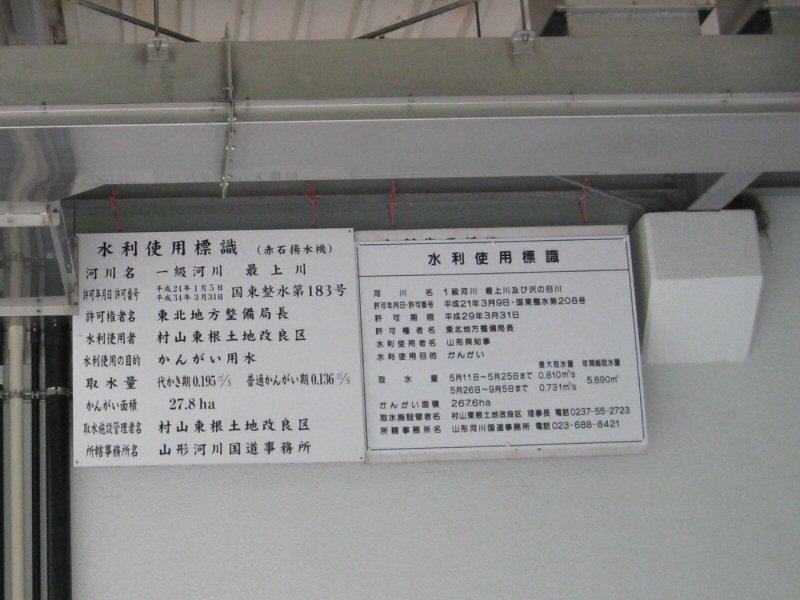 水利使用標識 (赤石揚水機)
河川名 一級河川 最上川
許可年月日 許可番号 平成24年1月5日 平成34年3月31日 国東整水第183号
許可権者名 東北地方整備局長
水利使用者 村山東根土地改良区
水利使用の目的 かんがい用水
取水量 代かき期0.195㎥/s 普通かんがい期0.136㎥/s
かんがい面積 27.8ha
取水施設管理者名 村山東根土地改良区
所轄事務所名 山形河川国道事務所
水利使用標識
河川名 1級河川 最上川及び沢の目川
許可年月日・許可番号 平成21年3月9日・国東整水第208号
許可期限 平成29年3月31日
許可権者名 東北地方整備局長
水利使用者名 山形県知事
水利使用目的 かんがい
最大取水量 年間総取水量
取水量 5月11日~5月25日まで 0.810㎥/s 5,890㎥
5月26日~9月5日まで 0.731㎥/s
かんがい面積 267.6ha
取水施設管者名 村山東根土地改良区 理事長 電話0237-55-2723
所轄事務所名 山形河川国道事務所 電話023-688-8421